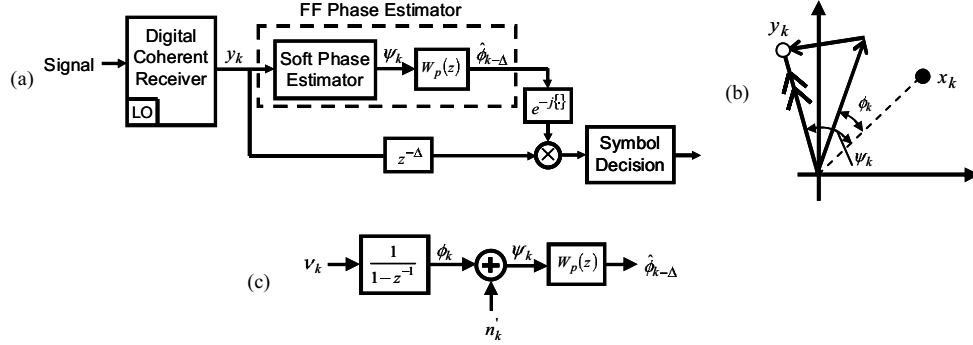 FF Phase Estimator
(a)
Signal
Digital
Coherent
Receiver
LO
y_k
Soft Phase
Estimator
ψ_k
W_p(z)
φ̂_{k-Δ}
e^{-j{·}}
z^{-Δ}
×
Symbol
Decision
(b)
y_k
x_k
ϕ_k
ψ_k
(c)
ν_k
1
1-z^{-1}
ϕ_k
+
n'_k
ψ_k
W_p(z)
φ̂_{k-Δ}